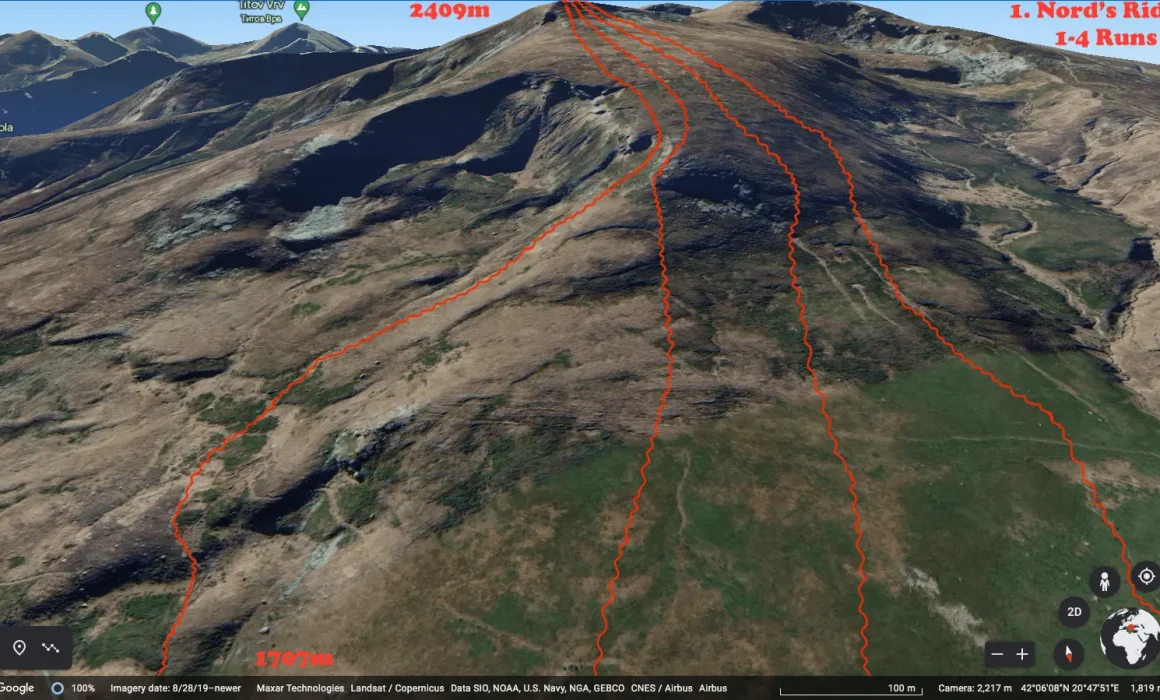 Titov Vrv
Титов Врв
2409m
1. Nord's Rid
1-4 Runs
ola
2D
1707m
Google 100% Imagery date: 8/28/19–newer Maxar Technologies Landsat / Copernicus Data SIO, NOAA, U.S. Navy, NGA, GEBCO CNES / Airbus Airbus 100 m Camera: 2,217 m 42°06'08"N 20°47'51"E 1,819